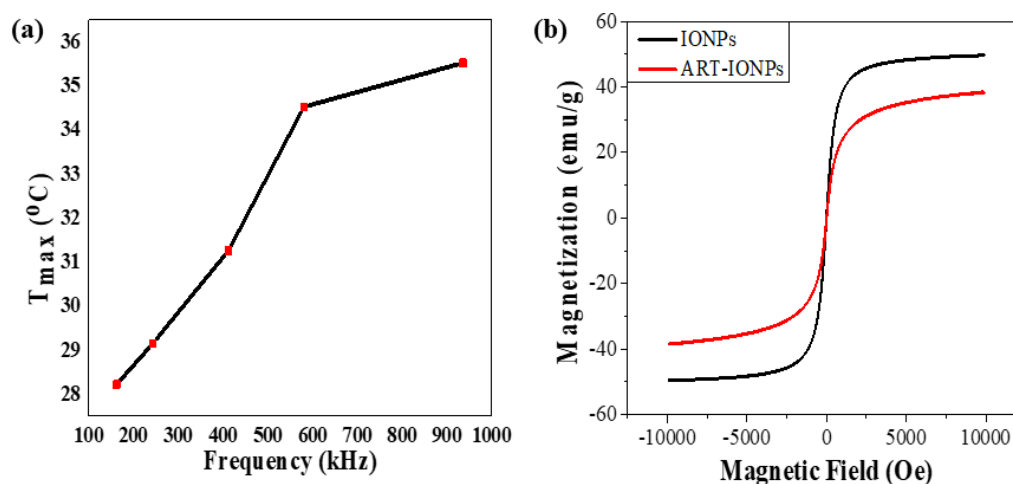 (a)
36
35
34
33
32
31
30
29
28
T max (⁰C)
100 200 300 400 500 600 700 800 900 1000
Frequency (kHz)
(b)
60
40
20
0
-20
-40
-60
Magnetization (emu/g)
IONPs
ART-IONPs
-10000 -5000 0 5000 10000
Magnetic Field (Oe)